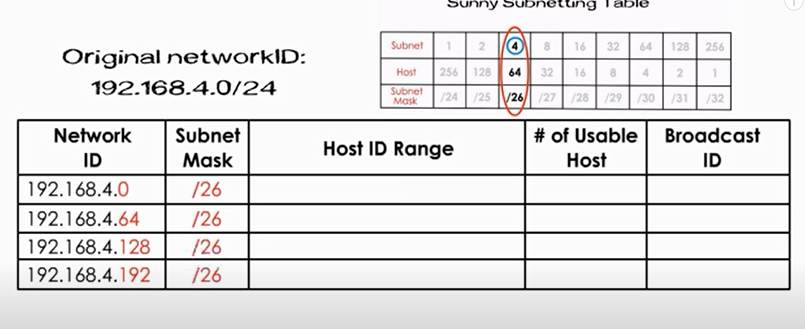 Sunny Subnetting Table
Original networkID:
192.168.4.0/24
Subnet 1 2 4 8 16 32 64 128 256
Host 256 128 64 32 16 8 4 2 1
Subnet Mask /24 /25 /26 /27 /28 /29 /30 /31 /32
Network ID Subnet Mask Host ID Range # of Usable Host Broadcast ID
192.168.4.0 /26
192.168.4.64 /26
192.168.4.128 /26
192.168.4.192 /26